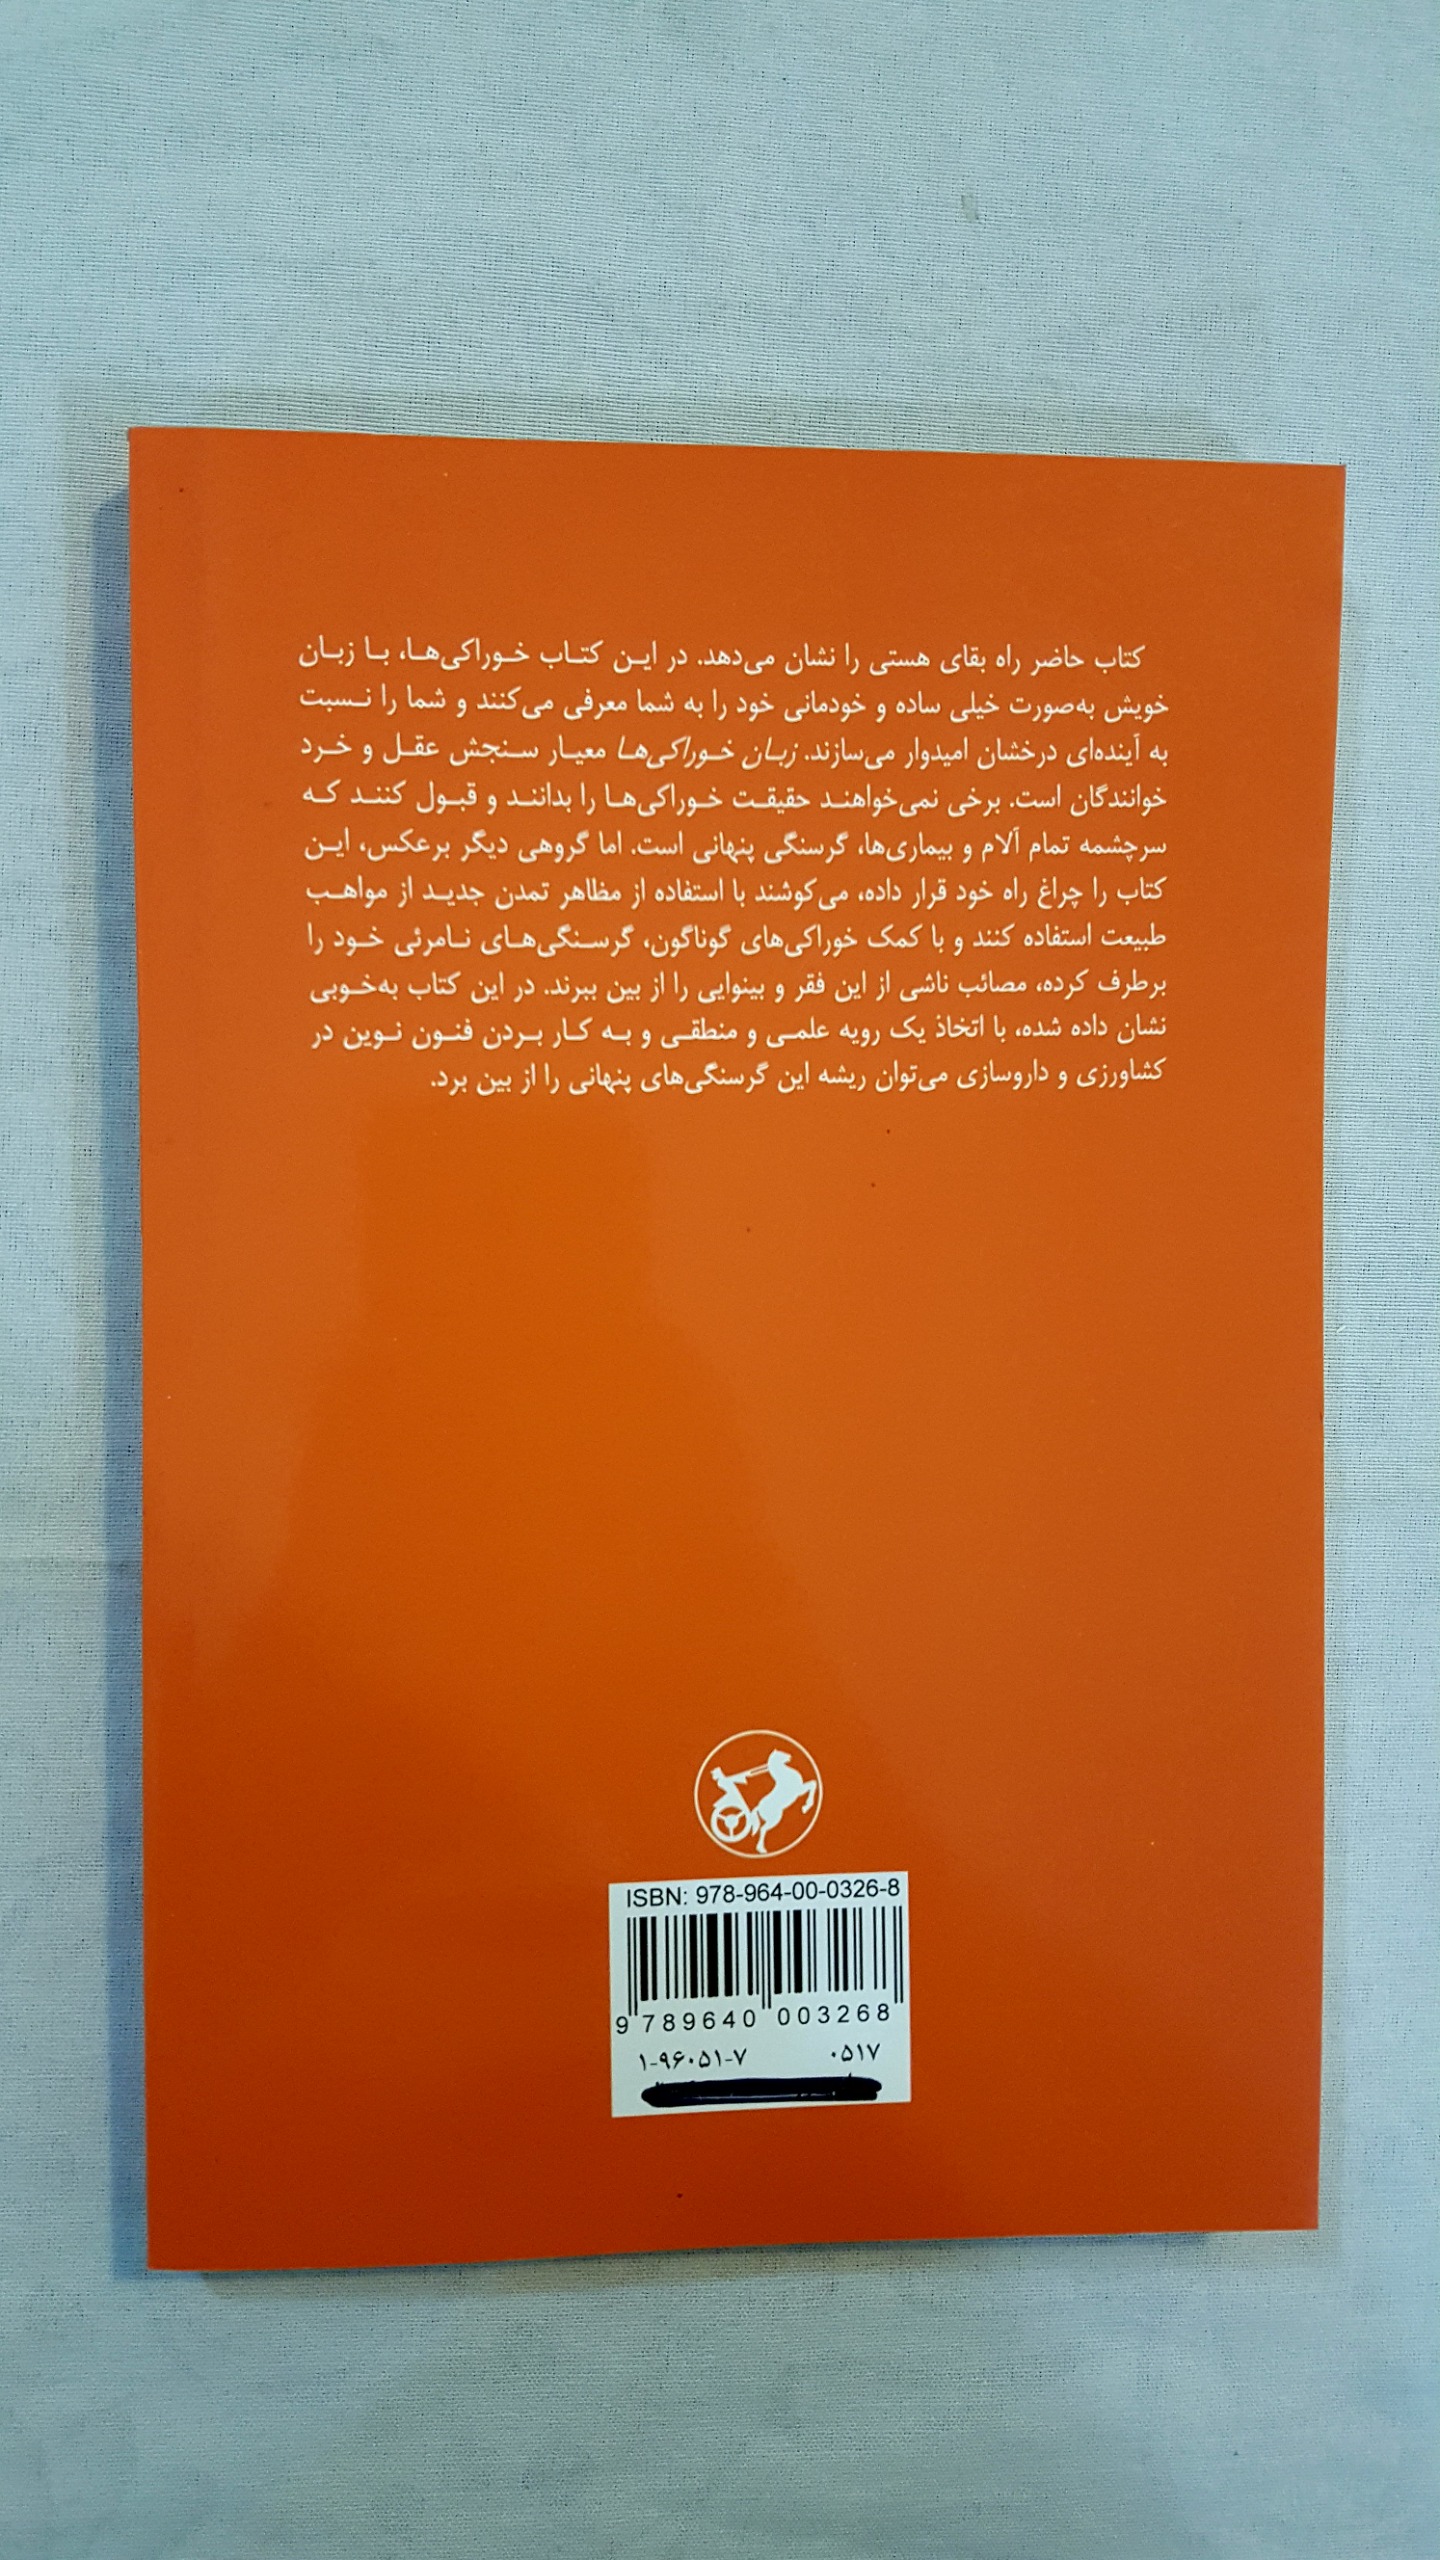 کتاب حاضر راه بقای هستی را نشان می‌دهد. در این کتاب خوراکی‌ها، با زبان
خویش به‌صورت خیلی ساده و خودمانی خود را به شما معرفی می‌کنند و شما را نسبت
به آینده‌ای درخشان امیدوار می‌سازند. زبان خوراکی‌ها معیار سنجش عقل و خرد
خوانندگان است. برخی نمی‌خواهند حقیقت خوراکی‌ها را بدانند و قبول کنند که
سرچشمه تمام آلام و بیماری‌ها، گرسنگی پنهانی است. اما گروهی دیگر برعکس، این
کتاب را چراغ راه خود قرار داده، می‌کوشند با استفاده از مظاهر تمدن جدید از مواهب
طبیعت استفاده کنند و با کمک خوراکی‌های گوناگون، گرسنگی‌های نامرئی خود را
برطرف کرده، مصائب ناشی از این فقر و بینوایی را از بین ببرند. در این کتاب به‌خوبی
نشان داده شده، با اتخاذ یک رویه علمی و منطقی و به کار بردن فنون نوین در
کشاورزی و داروسازی می‌توان ریشه این گرسنگی‌های پنهانی را از بین برد.
ISBN: 978-964-00-0326-8
9 789640 003268
۱-۹۶۰۵۱-۷ ۰۵۱۷